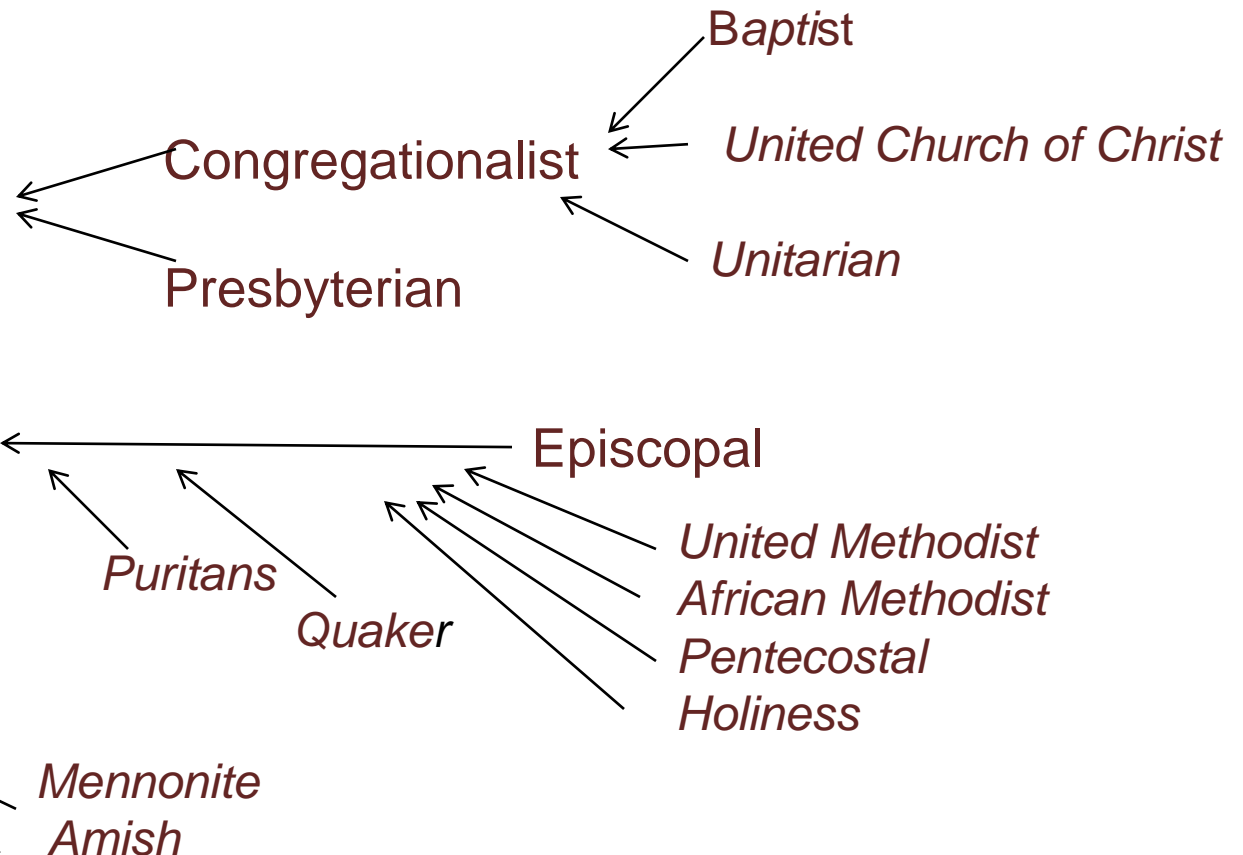 Baptist
United Church of Christ
Congregationalist
Unitarian
Presbyterian
Episcopal
United Methodist
Puritans
African Methodist
Quaker
Pentecostal
Holiness
Mennonite
Amish